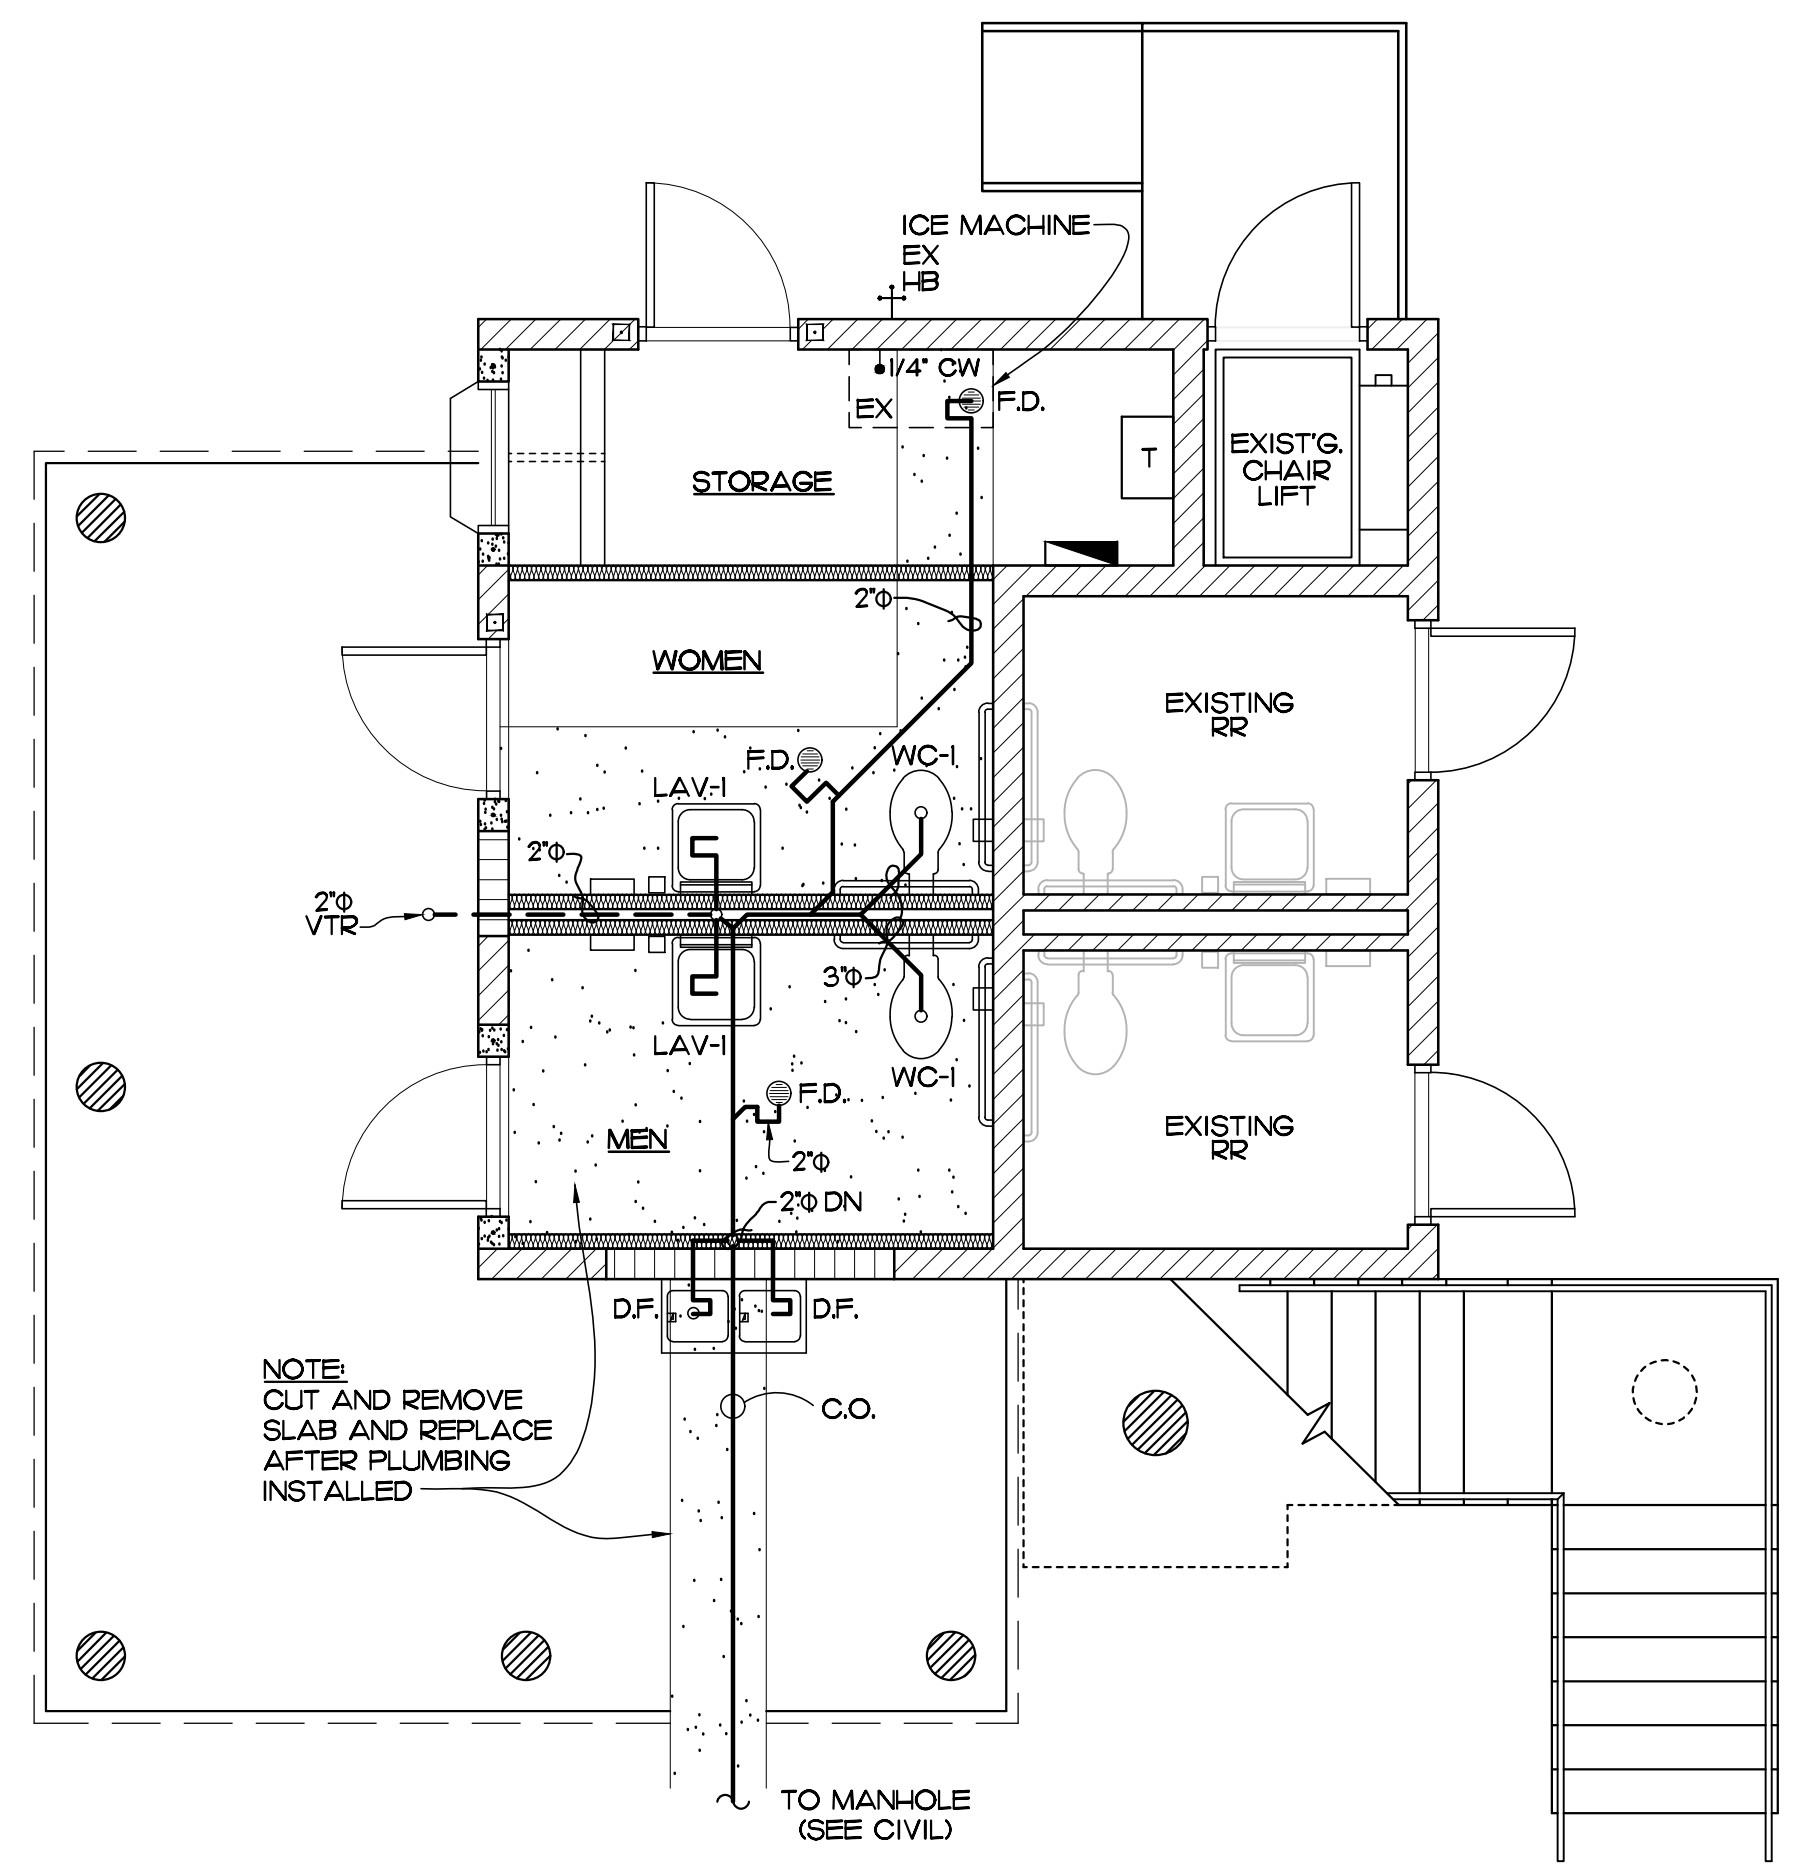 ICE MACHINE
EX
HB
1/4" CW
EX
F.D.
T
EXIST'G.
CHAIR
LIFT
STORAGE
2"Φ
WOMEN
EXISTING
RR
F.D.
WC-1
LAV-1
2"Φ
2"Φ
VTR
3"Φ
LAV-1
WC-1
F.D.
MEN
EXISTING
RR
2"Φ
2"Φ DN
D.F.
D.F.
NOTE:
CUT AND REMOVE
SLAB AND REPLACE
AFTER PLUMBING
INSTALLED
C.O.
TO MANHOLE
(SEE CIVIL)